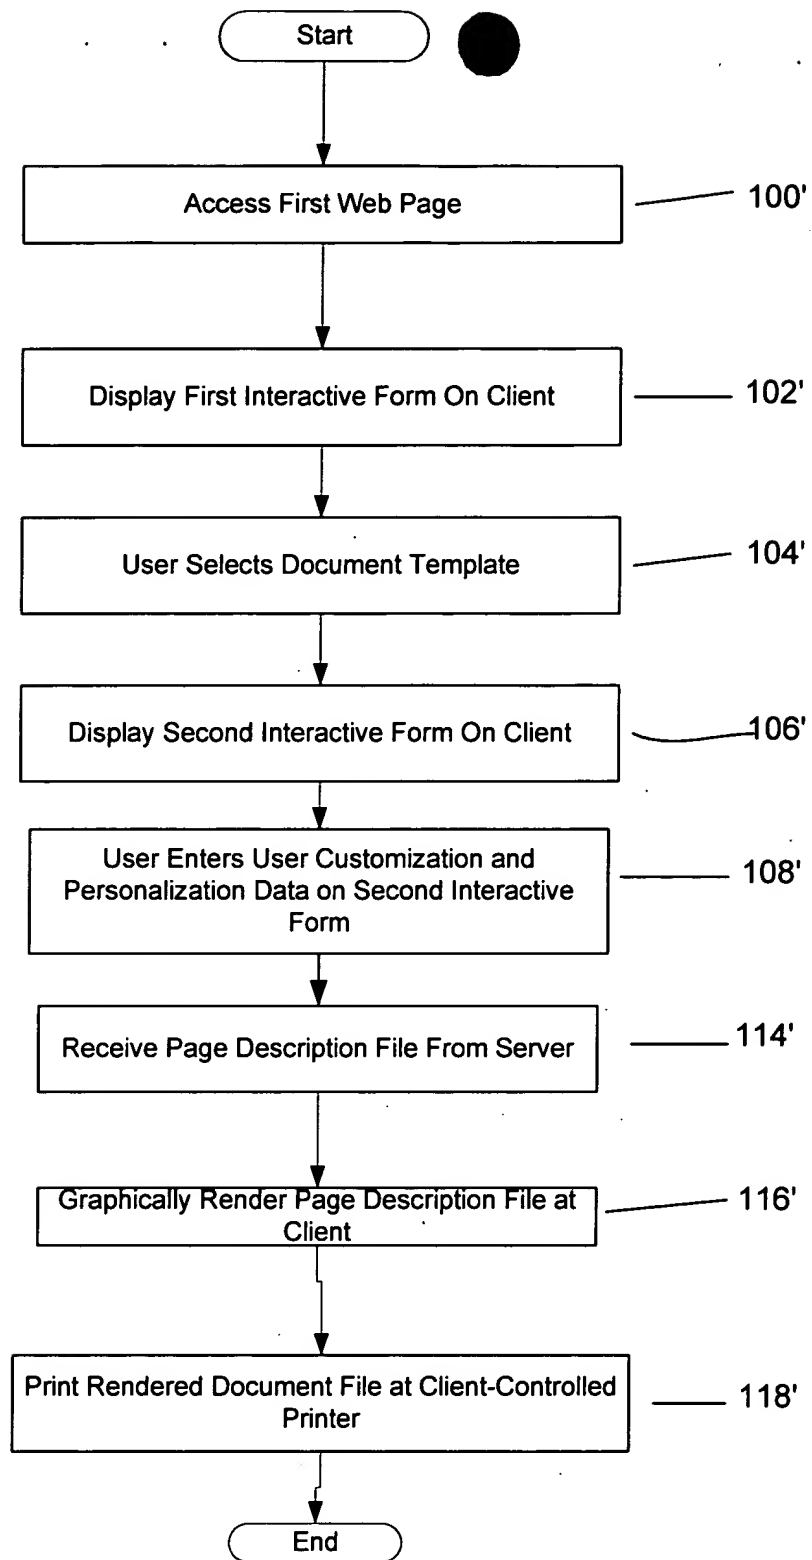 Start
Access First Web Page
100'
Display First Interactive Form On Client
102'
User Selects Document Template
104'
Display Second Interactive Form On Client
106'
User Enters User Customization and
Personalization Data on Second Interactive
Form
108'
Receive Page Description File From Server
114'
Graphically Render Page Description File at
Client
116'
Print Rendered Document File at Client-Controlled
Printer
118'
End